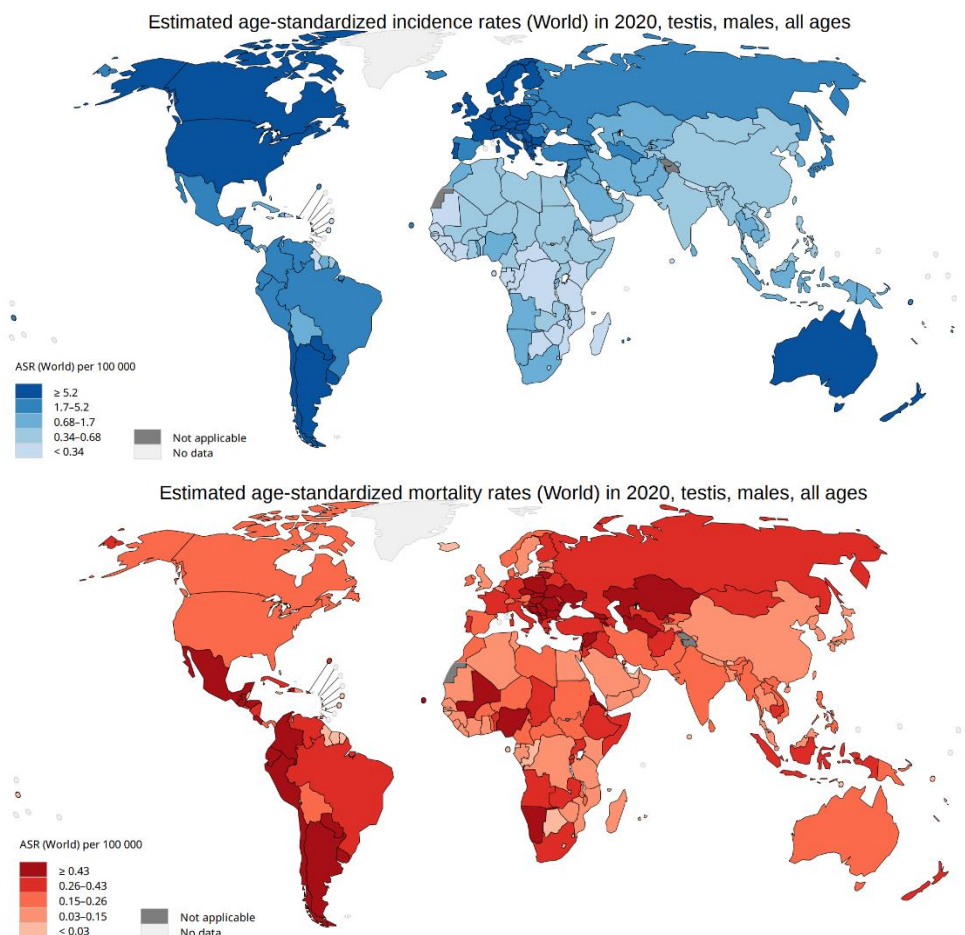 Estimated age-standardized incidence rates (World) in 2020, testis, males, all ages
ASR (World) per 100 000
≥ 5.2
1.7–5.2
0.68–1.7
0.34–0.68
< 0.34
Not applicable
No data
Estimated age-standardized mortality rates (World) in 2020, testis, males, all ages
ASR (World) per 100 000
≥ 0.43
0.26–0.43
0.15–0.26
0.03–0.15
< 0.03
Not applicable
No data